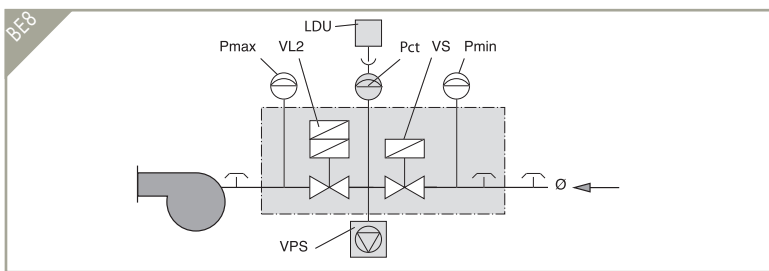 BE8
LDU
Pmax
VL2
Pct
VS
Pmin
Ø
VPS